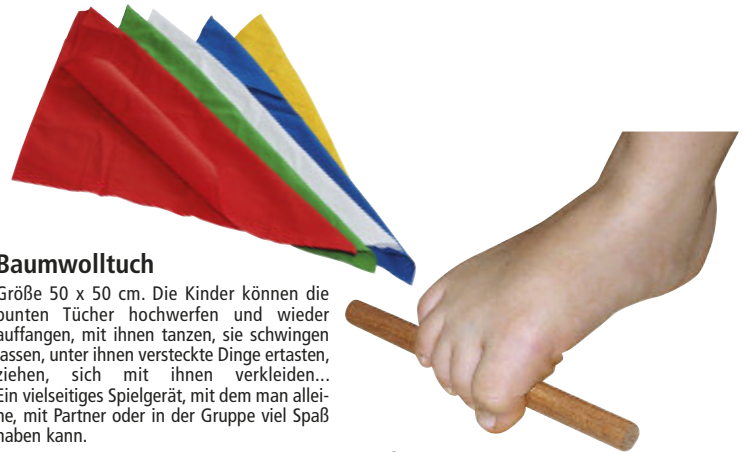 Baumwolltuch
Größe 50 x 50 cm. Die Kinder können die
bunten Tücher hochwerfen und wieder
auffangen, mit ihnen tanzen, sie schwingen
lassen, unter ihnen versteckte Dinge ertasten,
ziehen, sich mit ihnen verkleiden...
Ein vielseitiges Spielgerät, mit dem man allei-
ne, mit Partner oder in der Gruppe viel Spaß
haben kann.